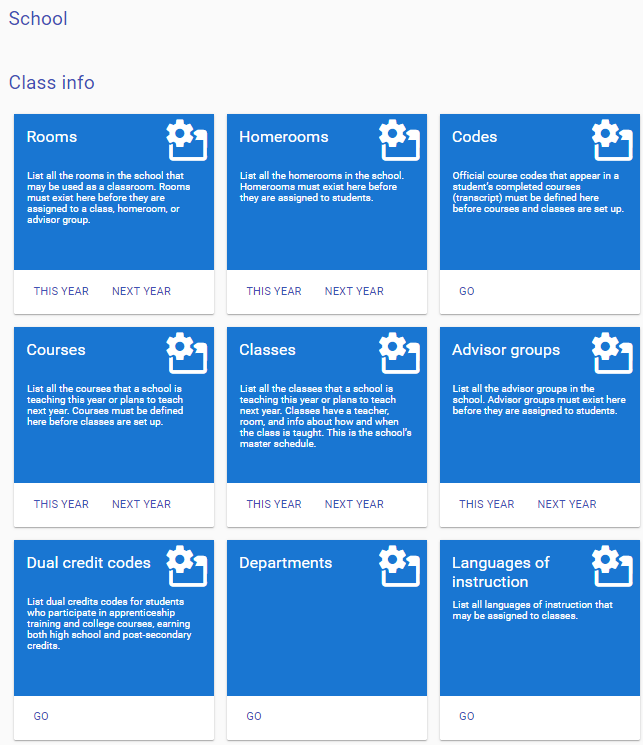 School
Class info
Rooms
List all the rooms in the school that
may be used as a classroom. Rooms
must exist here before they are
assigned to a class, homeroom, or
advisor group.
THIS YEAR NEXT YEAR
Homerooms
List all the homerooms in the school.
Homerooms must exist here before
they are assigned to students.
THIS YEAR NEXT YEAR
Codes
Official course codes that appear in a
student's completed courses
(transcript) must be defined here
before courses and classes are set up.
GO
Courses
List all the courses that a school is
teaching this year or plans to teach
next year. Courses must be defined
here before classes are set up.
THIS YEAR NEXT YEAR
Classes
List all the classes that a school is
teaching this year or plans to teach
next year. Classes have a teacher,
room, and info about how and when
the class is taught. This is the school's
master schedule.
THIS YEAR NEXT YEAR
Advisor groups
List all the advisor groups in the
school. Advisor groups must exist here
before they are assigned to students.
THIS YEAR NEXT YEAR
Dual credit codes
List dual credits codes for students
who participate in apprenticeship
training and college courses, earning
both high school and post-secondary
credits.
GO
Departments
GO
Languages of
instruction
List all languages of instruction that
may be assigned to classes.
GO